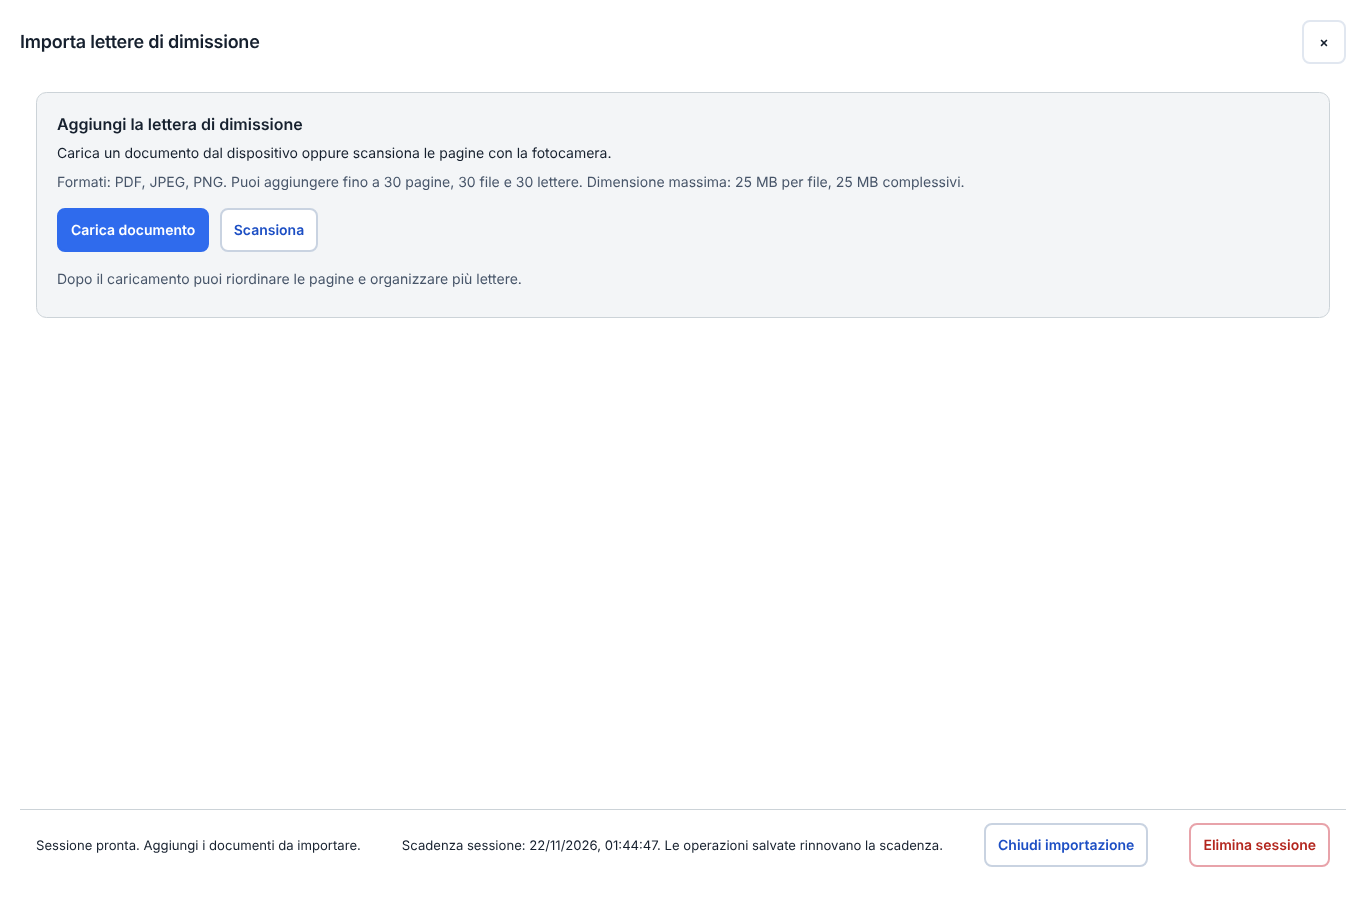 Importa lettere di dimissione
×
Aggiungi la lettera di dimissione
Carica un documento dal dispositivo oppure scansiona le pagine con la fotocamera.
Formati: PDF, JPEG, PNG. Puoi aggiungere fino a 30 pagine, 30 file e 30 lettere. Dimensione massima: 25 MB per file, 25 MB complessivi.
Carica documento
Scansiona
Dopo il caricamento puoi riordinare le pagine e organizzare più lettere.
Sessione pronta. Aggiungi i documenti da importare.
Scadenza sessione: 22/11/2026, 01:44:47. Le operazioni salvate rinnovano la scadenza.
Chiudi importazione
Elimina sessione